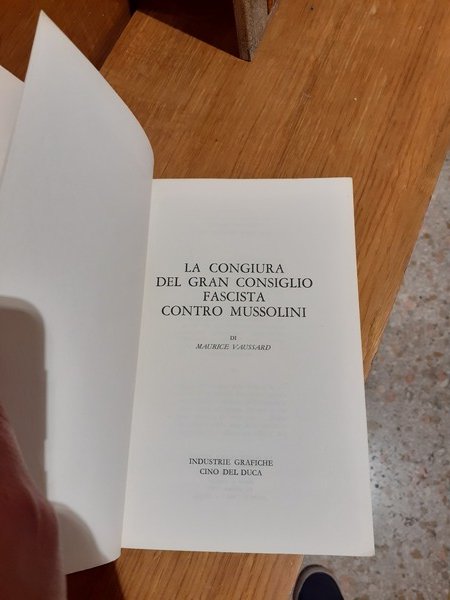 LA CONGIURA
DEL GRAN CONSIGLIO
FASCISTA
CONTRO MUSSOLINI
DI
MAURICE VAUSSARD
INDUSTRIE GRAFICHE
CINO DEL DUCA